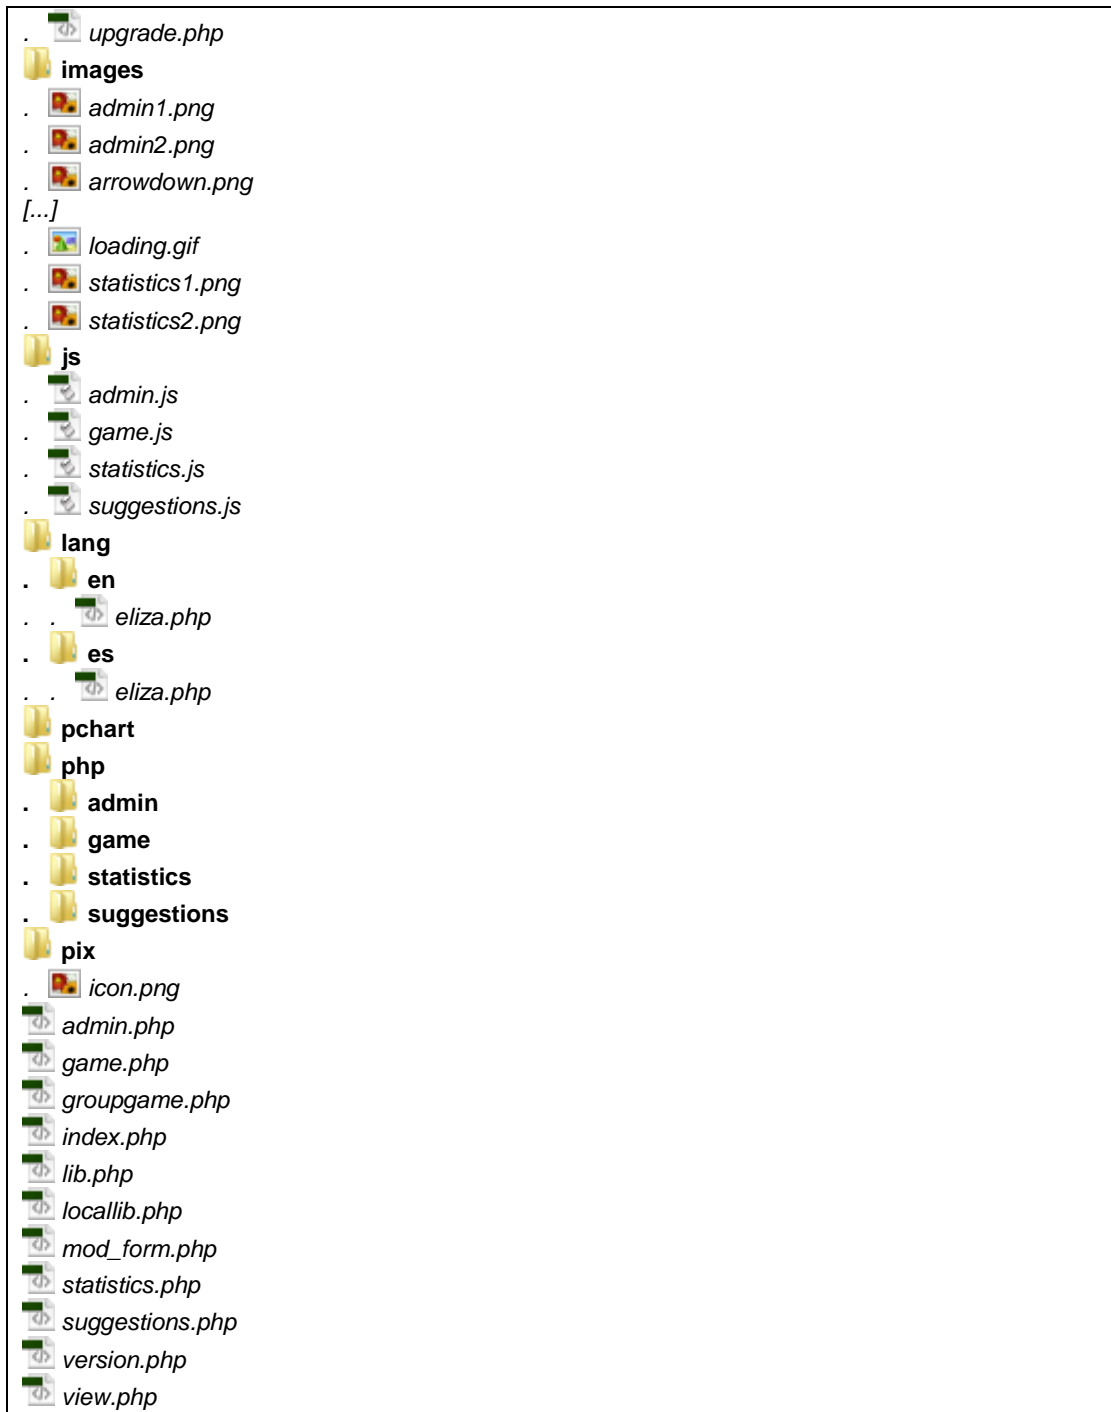 . upgrade.php
images
. admin1.png
. admin2.png
. arrowdown.png
[...]
. loading.gif
. statistics1.png
. statistics2.png
js
. admin.js
. game.js
. statistics.js
. suggestions.js
lang
. en
. . eliza.php
. es
. . eliza.php
pchart
php
. admin
. game
. statistics
. suggestions
pix
. icon.png
admin.php
game.php
groupgame.php
index.php
lib.php
locallib.php
mod_form.php
statistics.php
suggestions.php
version.php
view.php